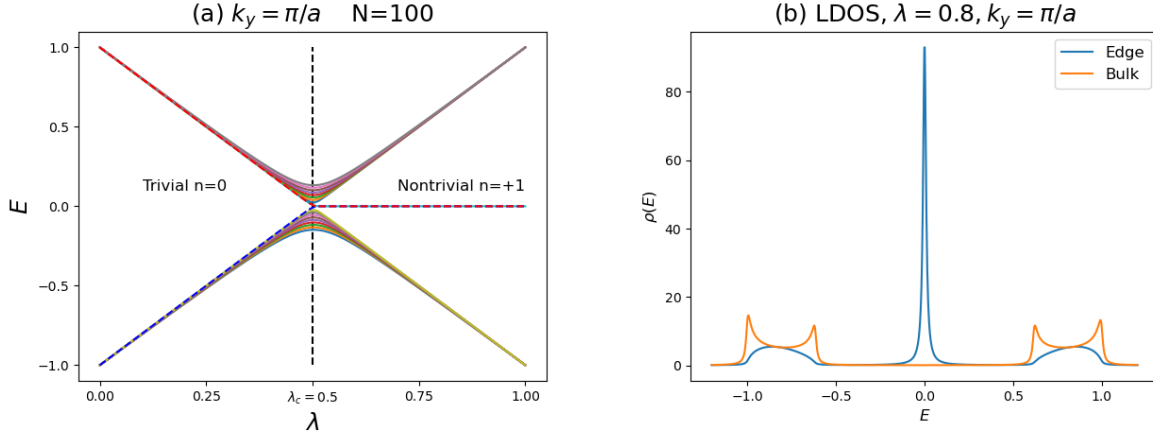 (a) k_y = π/a    N=100
1.0
0.5
0.0
−0.5
−1.0
E
Trivial n=0
Nontrivial n=+1
0.00
0.25
λ_c = 0.5
0.75
1.00
λ
(b) LDOS, λ = 0.8, k_y = π/a
Edge
Bulk
80
60
40
20
0
ρ(E)
−1.0
−0.5
0.0
0.5
1.0
E